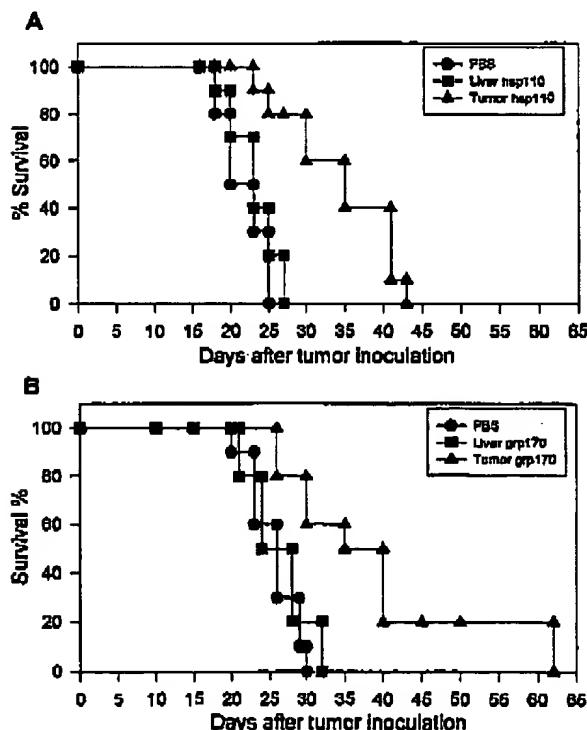 A
PBS
Liver hsp110
Tumor hsp110
% Survival
100
80
60
40
20
0
0 5 10 15 20 25 30 35 40 45 50 55 60 65
Days after tumor inoculation
B
PBS
Liver grp170
Tumor grp170
Survival %
100
80
60
40
20
0
0 5 10 15 20 25 30 35 40 45 50 55 60 65
Days after tumor inoculation